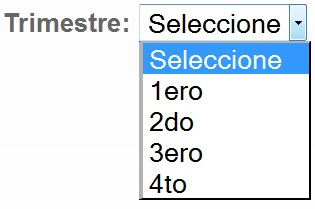 Trimestre: Seleccione
Seleccione
1ero
2do
3ero
4to